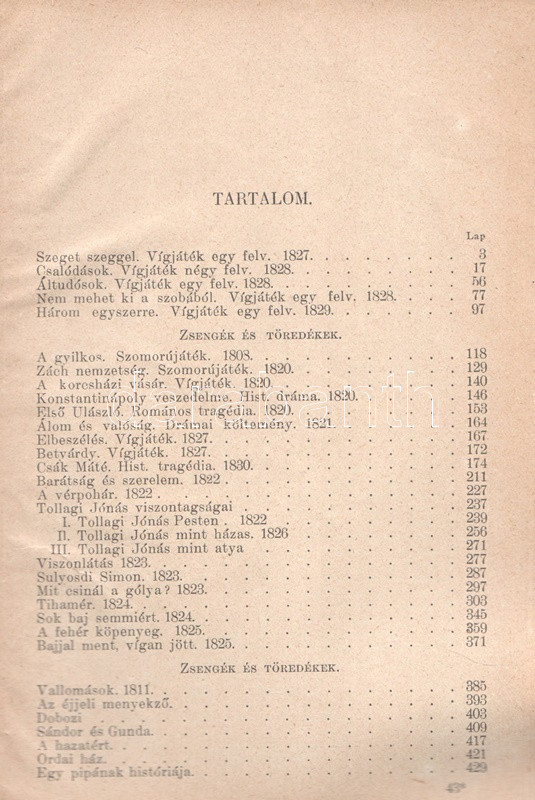 TARTALOM.
Lap
Szeget szeggel. Vígjáték egy felv. 1827. 3
Csalódások. Vígjáték négy felv. 1828. 17
Áltudósok. Vígjáték egy felv. 1828. 56
Nem mehet ki a szobából. Vígjáték egy felv. 1828. 77
Három egyszerre. Vígjáték egy felv. 1829. 97
Zsengék és töredékek.
A gyilkos. Szomorújáték. 1808. 118
Zách nemzetség. Szomorújáték. 1820. 129
A korcsházi vásár. Vígjáték. 1820. 140
Konstantinápoly veszedelme. Hist. dráma. 1820. 146
Első Ulászló. Románcz tragédia. 1820. 153
Álom és valóság. Drámai költemény. 1821. 164
Elbeszélés. Vígjáték. 1827. 167
Betvárdy. Vígjáték. 1827. 172
Csák Máté. Hist. tragédia. 1830. 174
Barátság és szerelem. 1822 211
A vérpohár. 1822 227
Tollagi Jónás viszontagságai 237
I. Tollagi Jónás Pesten. 1822 239
II. Tollagi Jónás mint házas. 1826 256
III. Tollagi Jónás mint atya 271
Viszonlátás 1823. 277
Sulyosdi Simon. 1823. 287
Mit csinál a gólya? 1823. 297
Tihamér. 1824. 303
Sok baj semmiért. 1824. 345
A fehér köpenyeg. 1825. 359
Bajjal ment, vígan jött. 1825. 371
Zsengék és töredékek.
Vallomások. 1811. 385
Az éjjeli menyekző. 393
Dobozi 403
Sándor és Gunda. 409
A hazatért. 417
Ordai ház. 421
Egy pipának históriája. 429
43*